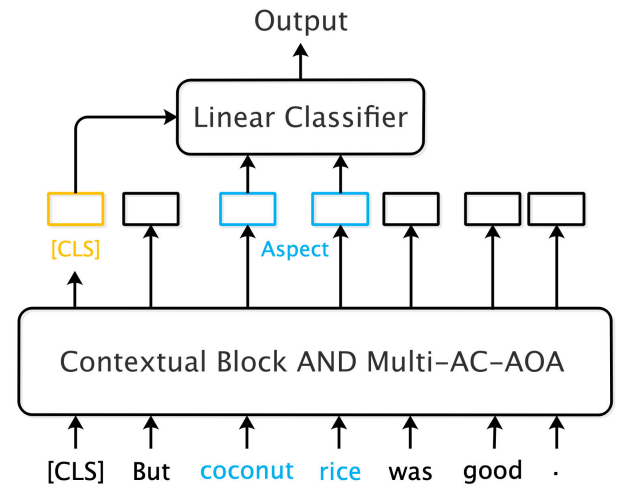 Output
Linear Classifier
[CLS]
Aspect
Contextual Block AND Multi-AC-AOA
[CLS] But coconut rice was good .